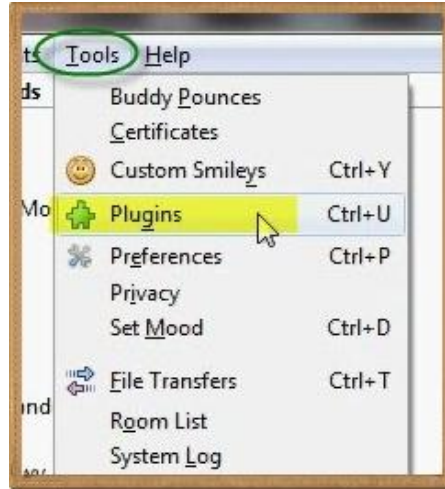 ts Tools Help
ds
Buddy Pounces
Certificates
Custom Smileys Ctrl+Y
Mo
Plugins Ctrl+U
Preferences Ctrl+P
Privacy
Set Mood Ctrl+D
File Transfers Ctrl+T
nd
Room List
System Log